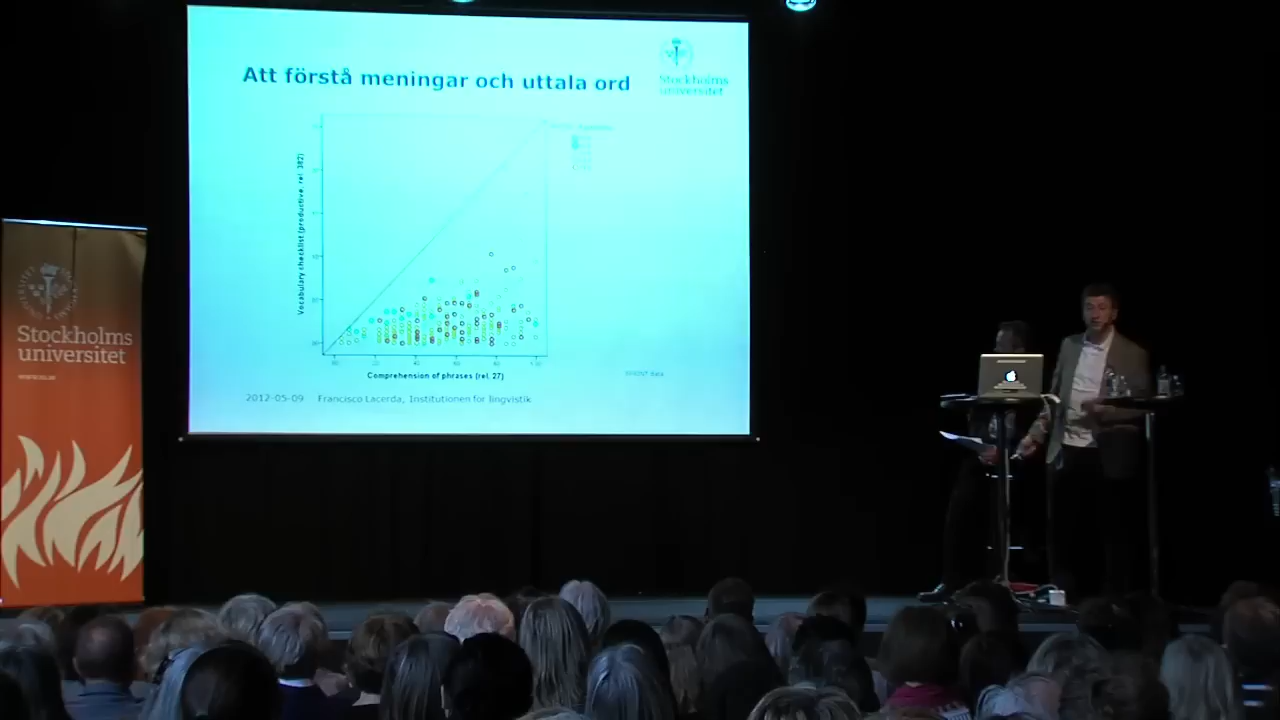 Att förstå meningar och uttala ord
Stockholms
universitet
Vocabulary checklist (productive, rel. 382)
Comprehension of phrases (rel. 27)
2012-05-09 Francisco Lacerda, Institutionen för lingvistik
Stockholms
universitet